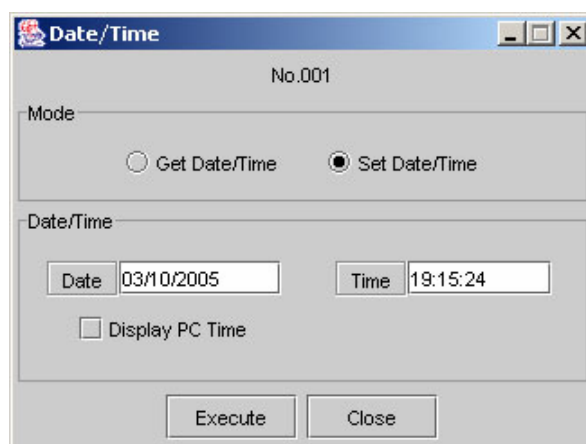 Date/Time
No.001
Mode
Get Date/Time Set Date/Time
Date/Time
Date 03/10/2005 Time 19:15:24
Display PC Time
Execute Close